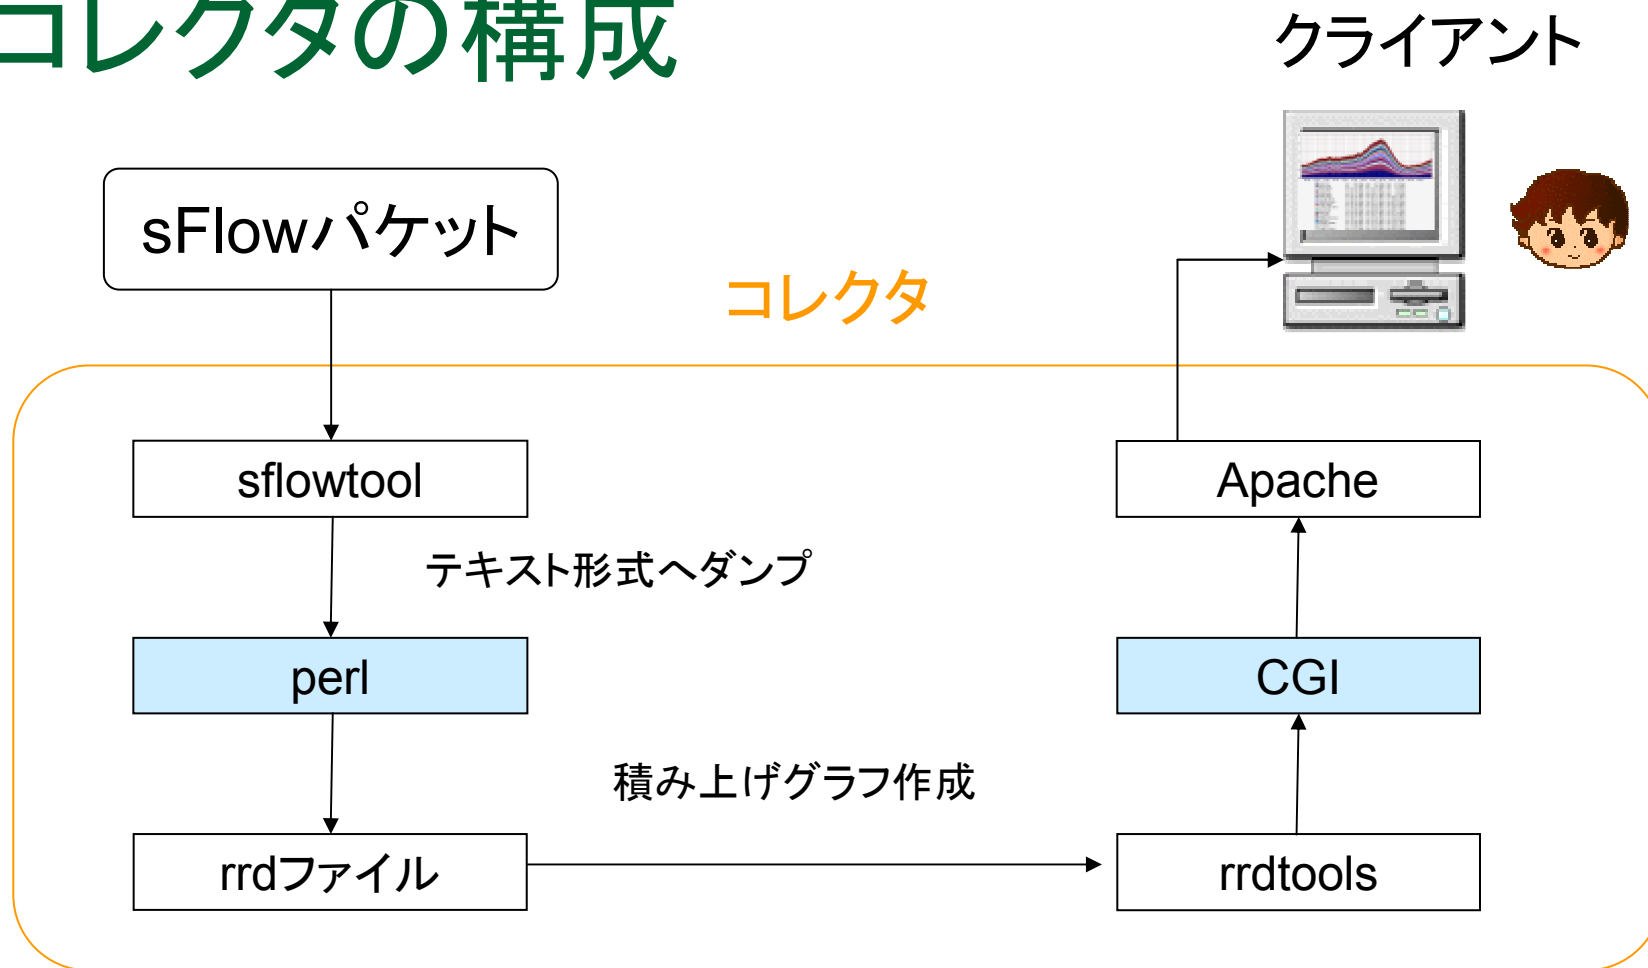 コレクタの構成
クライアント
sFlowパケット
コレクタ
sflowtool
Apache
テキスト形式へダンプ
perl
CGI
積み上げグラフ作成
rrdファイル
rrdtools